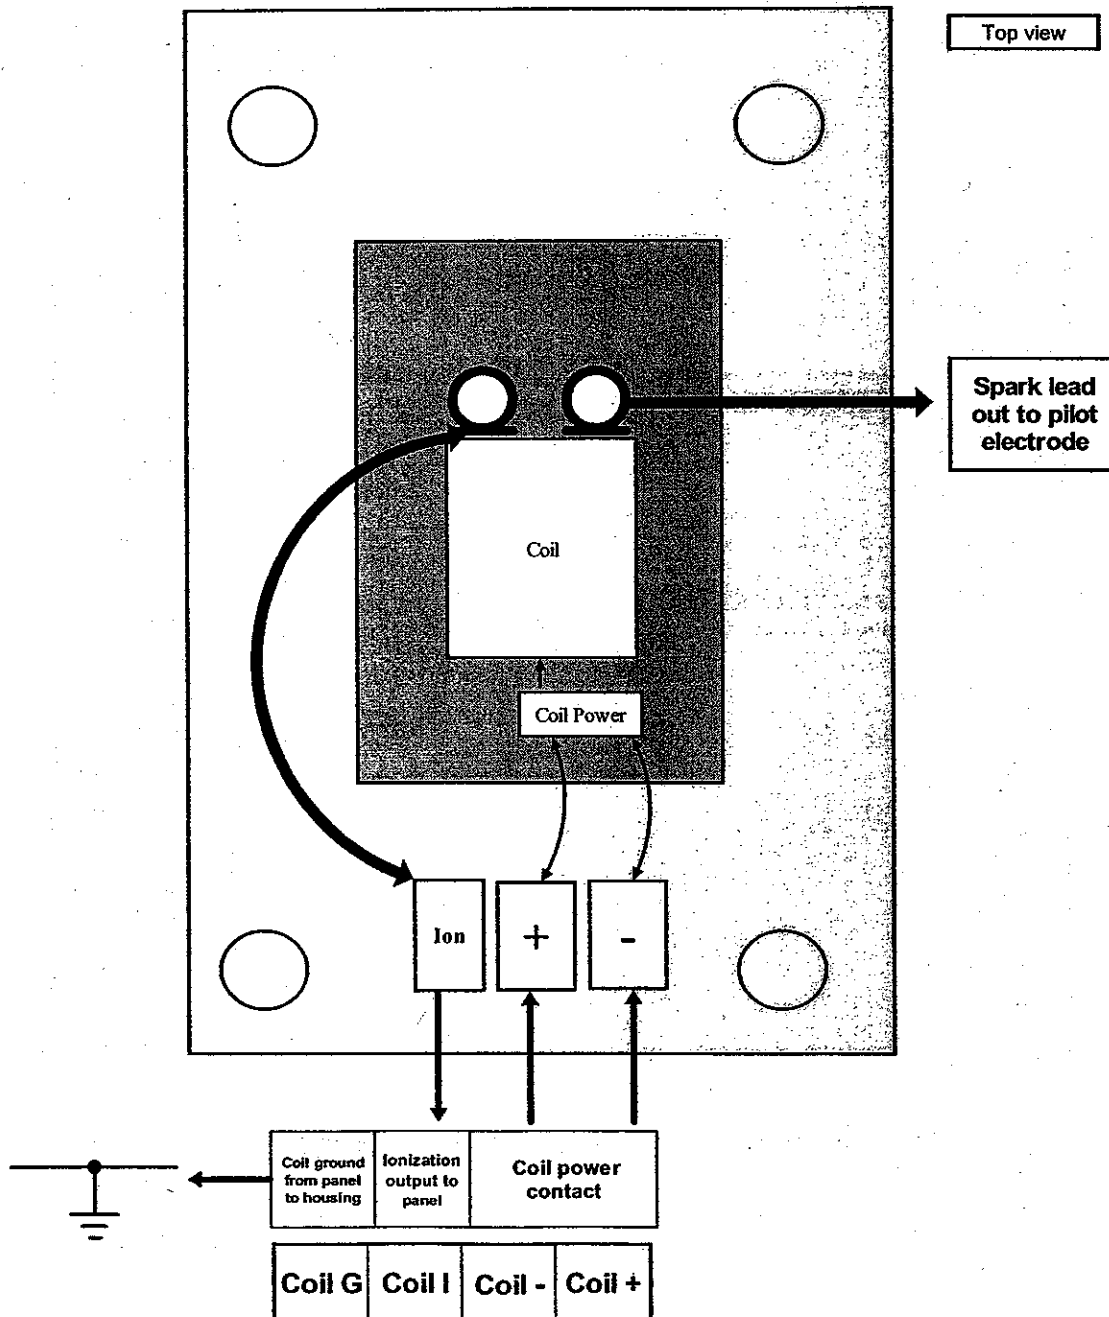 Top view
Spark lead
out to pilot
electrode
Coil
Coil Power
Ion
+
-
Coil ground
from panel
to housing
Ionization
output to
panel
Coil power
contact
Coil G
Coil I
Coil -
Coil +